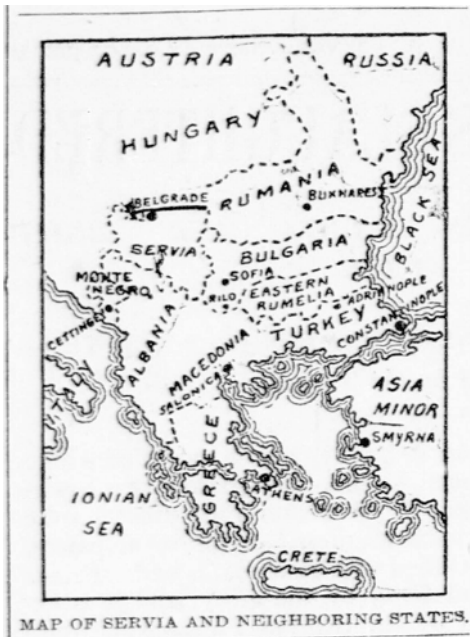 AUSTRIA
RUSSIA
HUNGARY
RUMANIA
BUKHAREST
BELGRADE
SERVIA
BLACK SEA
BULGARIA
SOFIA
MONTE
NEGRO
RILO
EASTERN
RUMELIA
ADRIANOPLE
CETTINGE
ALBANIA
TURKEY
CONSTANTINOPLE
MACEDONIA
SALONICA
ITALY
ASIA
MINOR
SMYRNA
GREECE
ATHENS
IONIAN
SEA
CRETE
MAP OF SERVIA AND NEIGHBORING STATES.